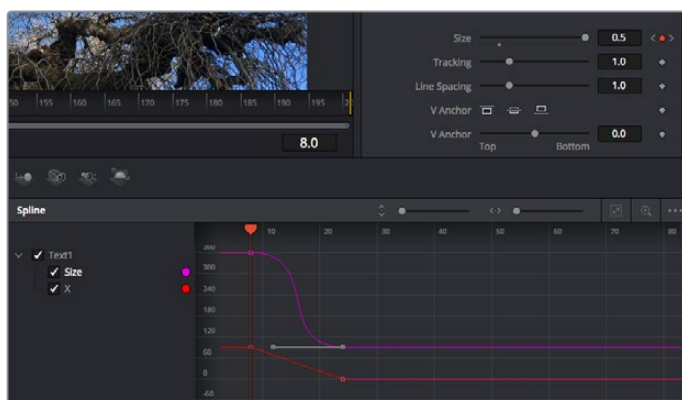 Size 0.5
Tracking 1.0
Line Spacing 1.0
V Anchor
V Anchor 0.0
Top Bottom
50 155 160 165 170 175 180 185 190 195
8.0
Spline
10 20 30 40 50 60 70 80
Text1
Size
X
360
300
240
180
120
60
0
-60